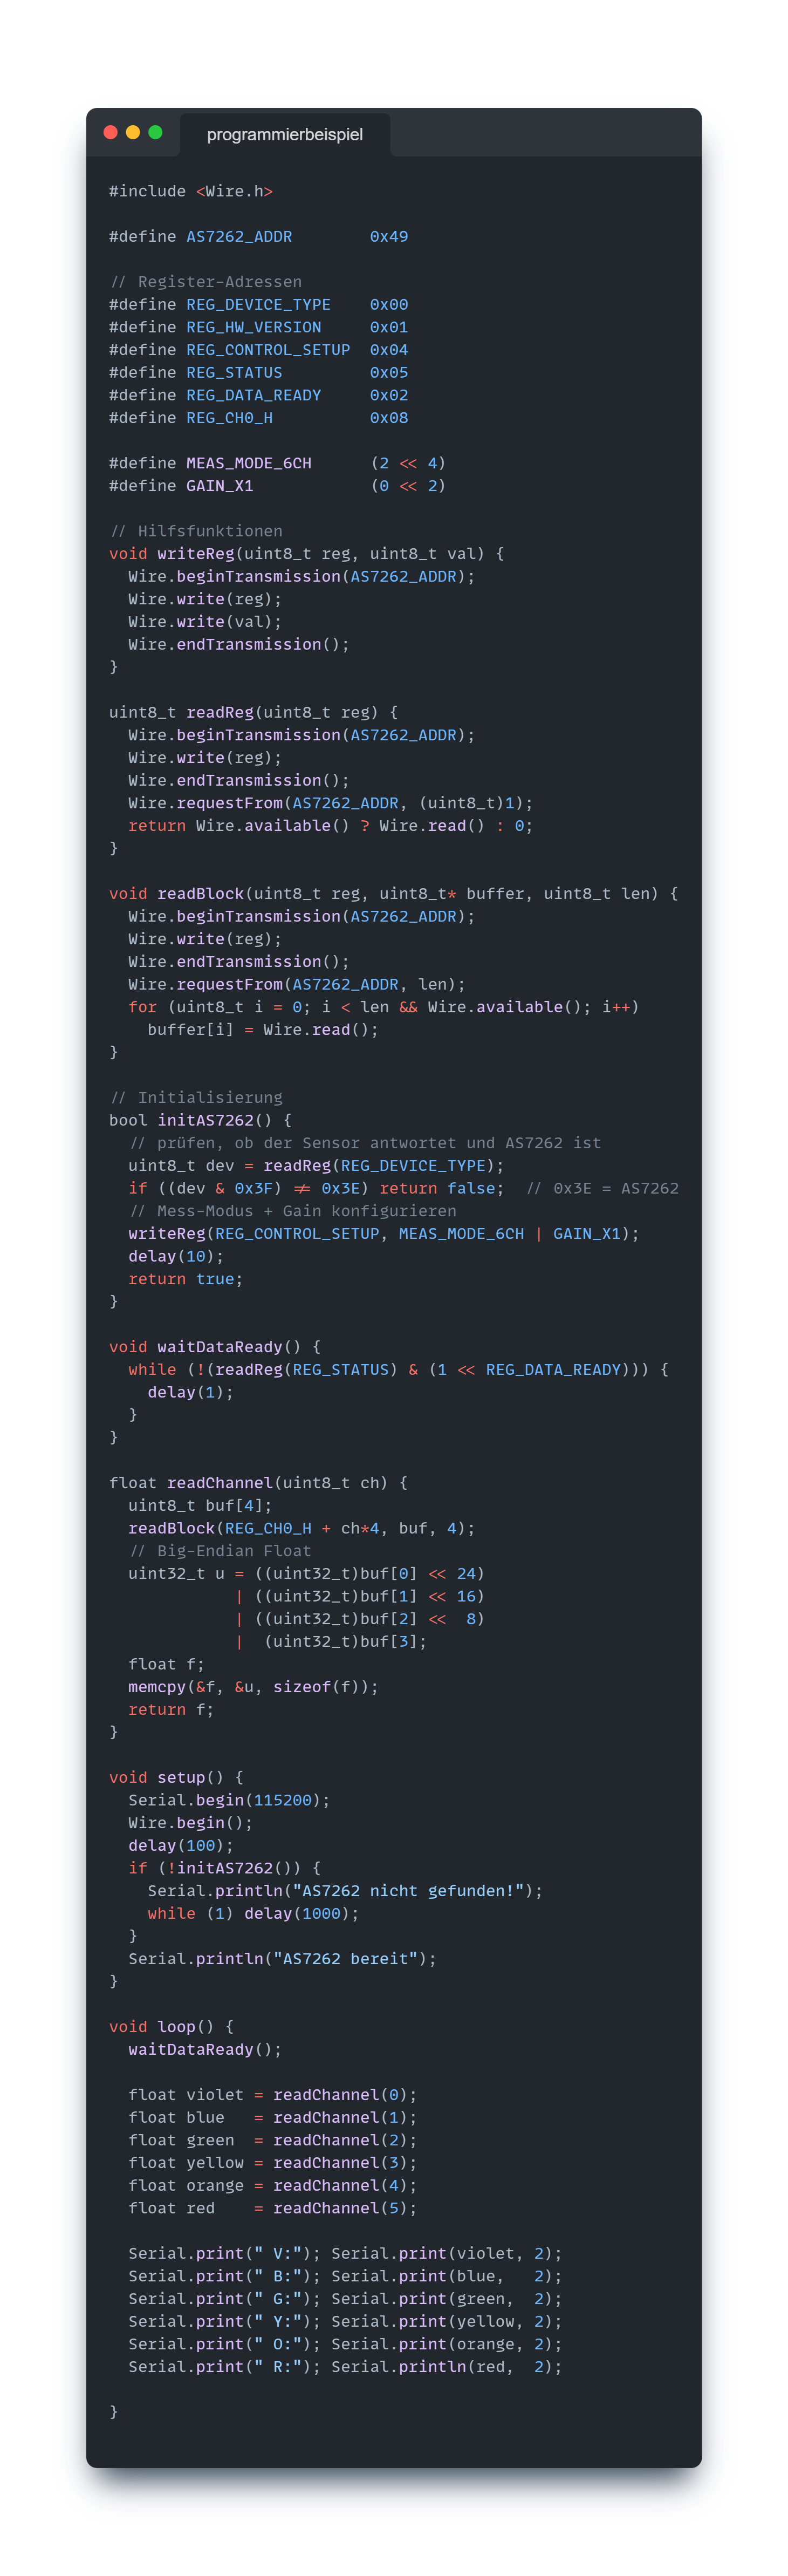 programmierbeispiel
#include <Wire.h>
#define AS7262_ADDR        0x49
// Register-Adressen
#define REG_DEVICE_TYPE    0x00
#define REG_HW_VERSION     0x01
#define REG_CONTROL_SETUP  0x04
#define REG_STATUS         0x05
#define REG_DATA_READY     0x02
#define REG_CH0_H          0x08
#define MEAS_MODE_6CH      (2 << 4)
#define GAIN_X1            (0 << 2)
// Hilfsfunktionen
void writeReg(uint8_t reg, uint8_t val) {
  Wire.beginTransmission(AS7262_ADDR);
  Wire.write(reg);
  Wire.write(val);
  Wire.endTransmission();
}
uint8_t readReg(uint8_t reg) {
  Wire.beginTransmission(AS7262_ADDR);
  Wire.write(reg);
  Wire.endTransmission();
  Wire.requestFrom(AS7262_ADDR, (uint8_t)1);
  return Wire.available() ? Wire.read() : 0;
}
void readBlock(uint8_t reg, uint8_t* buffer, uint8_t len) {
  Wire.beginTransmission(AS7262_ADDR);
  Wire.write(reg);
  Wire.endTransmission();
  Wire.requestFrom(AS7262_ADDR, len);
  for (uint8_t i = 0; i < len && Wire.available(); i++)
    buffer[i] = Wire.read();
}
// Initialisierung
bool initAS7262() {
  // prüfen, ob der Sensor antwortet und AS7262 ist
  uint8_t dev = readReg(REG_DEVICE_TYPE);
  if ((dev & 0x3F) != 0x3E) return false;  // 0x3E = AS7262
  // Mess-Modus + Gain konfigurieren
  writeReg(REG_CONTROL_SETUP, MEAS_MODE_6CH | GAIN_X1);
  delay(10);
  return true;
}
void waitDataReady() {
  while (!(readReg(REG_STATUS) & (1 << REG_DATA_READY))) {
    delay(1);
  }
}
float readChannel(uint8_t ch) {
  uint8_t buf[4];
  readBlock(REG_CH0_H + ch*4, buf, 4);
  // Big-Endian Float
  uint32_t u = ((uint32_t)buf[0] << 24)
             | ((uint32_t)buf[1] << 16)
             | ((uint32_t)buf[2] <<  8)
             |  (uint32_t)buf[3];
  float f;
  memcpy(&f, &u, sizeof(f));
  return f;
}
void setup() {
  Serial.begin(115200);
  Wire.begin();
  delay(100);
  if (!initAS7262()) {
    Serial.println("AS7262 nicht gefunden!");
    while (1) delay(1000);
  }
  Serial.println("AS7262 bereit");
}
void loop() {
  waitDataReady();
  float violet = readChannel(0);
  float blue   = readChannel(1);
  float green  = readChannel(2);
  float yellow = readChannel(3);
  float orange = readChannel(4);
  float red    = readChannel(5);
  Serial.print(" V:"); Serial.print(violet, 2);
  Serial.print(" B:"); Serial.print(blue,   2);
  Serial.print(" G:"); Serial.print(green,  2);
  Serial.print(" Y:"); Serial.print(yellow, 2);
  Serial.print(" O:"); Serial.print(orange, 2);
  Serial.print(" R:"); Serial.println(red,  2);
}